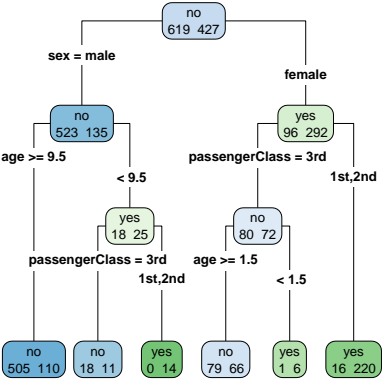 no
619 427
sex = male
female
no
523 135
yes
96 292
age >= 9.5
passengerClass = 3rd
< 9.5
1st,2nd
yes
18 25
no
80 72
passengerClass = 3rd
age >= 1.5
1st,2nd
< 1.5
no
505 110
no
18 11
yes
0 14
no
79 66
yes
1 6
yes
16 220